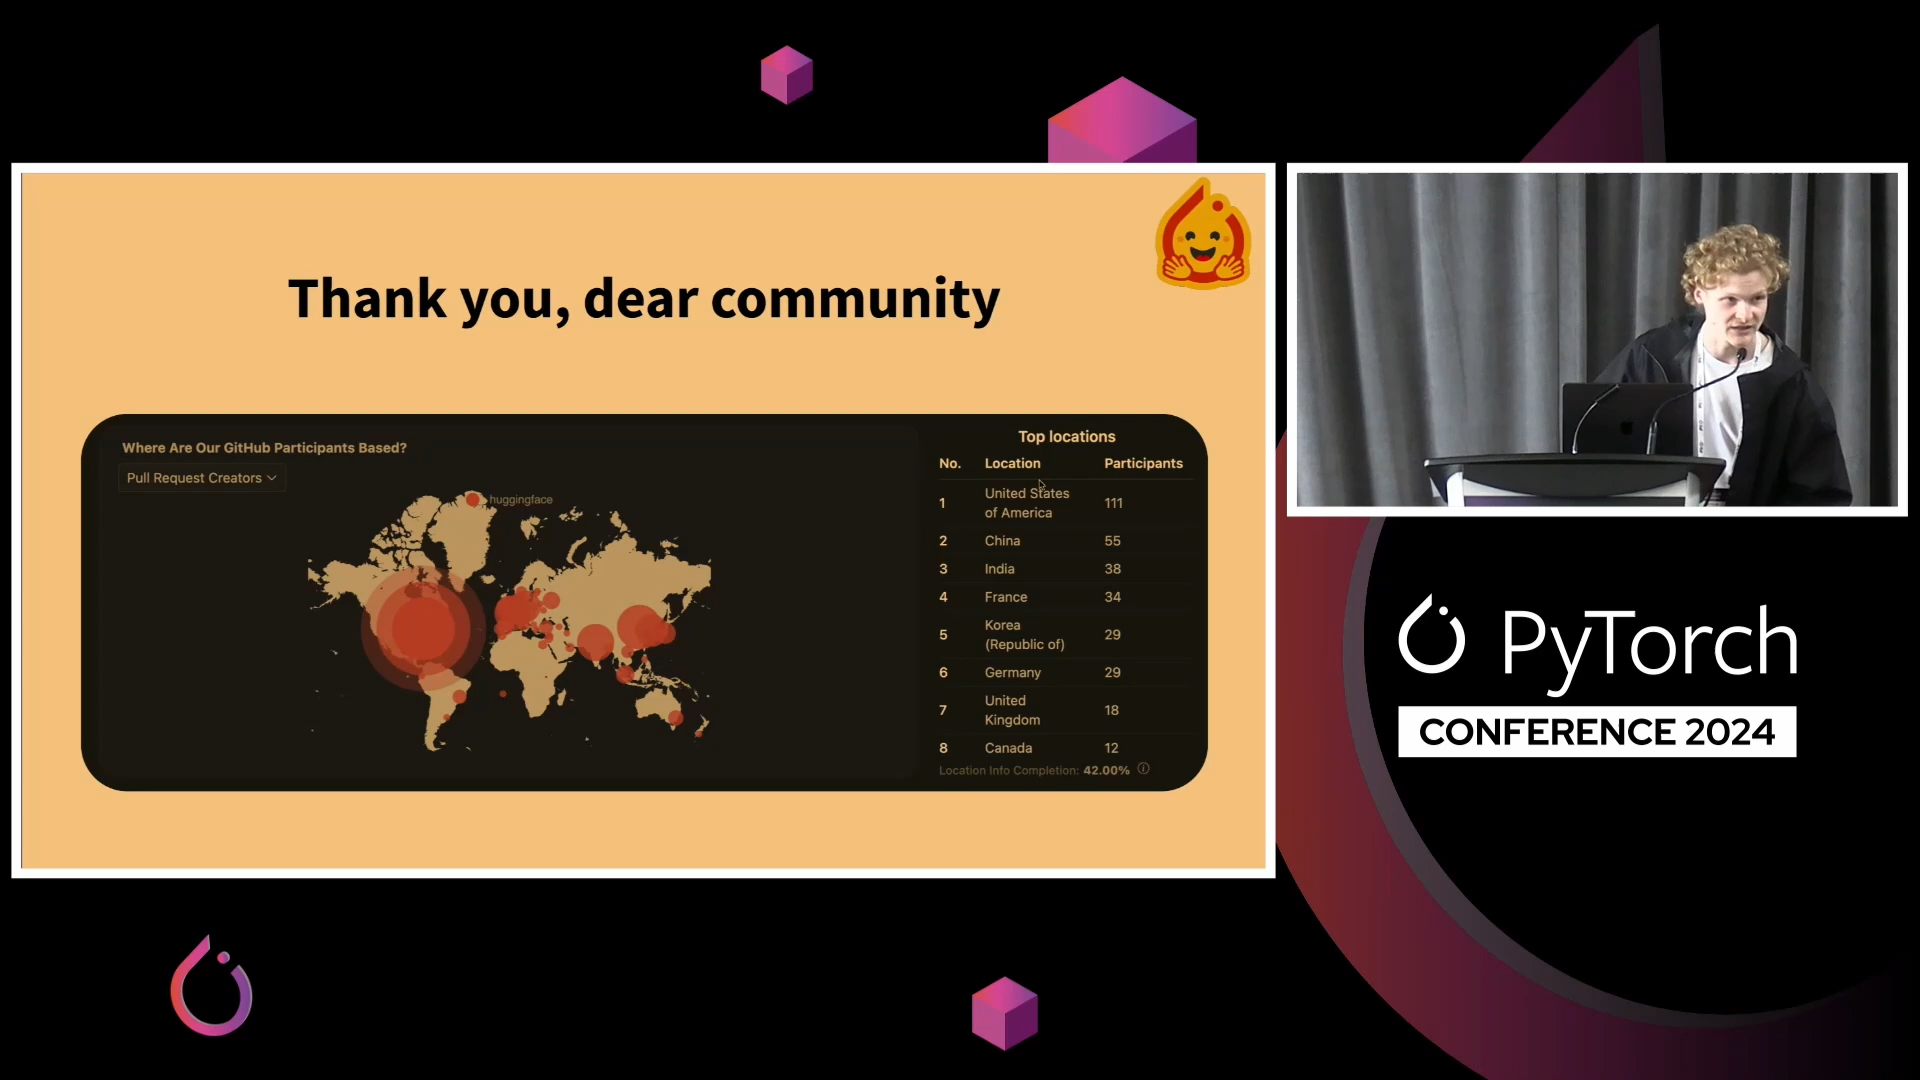 Thank you, dear community
Where Are Our GitHub Participants Based?
Pull Request Creators
huggingface
Top locations
No. Location Participants
1 United States of America 111
2 China 55
3 India 38
4 France 34
5 Korea (Republic of) 29
6 Germany 29
7 United Kingdom 18
8 Canada 12
Location Info Completion: 42.00%
PyTorch
CONFERENCE 2024